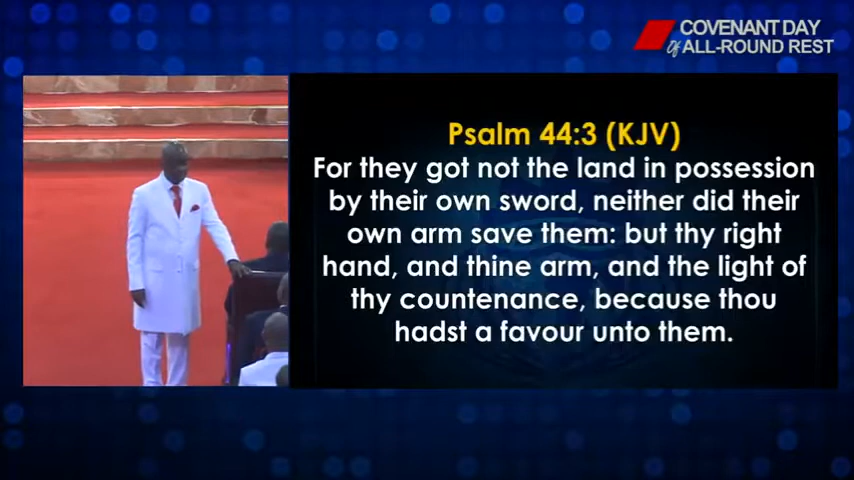 COVENANT DAY
Of ALL-ROUND REST
Psalm 44:3 (KJV)
For they got not the land in possession
by their own sword, neither did their
own arm save them: but thy right
hand, and thine arm, and the light of
thy countenance, because thou
hadst a favour unto them.